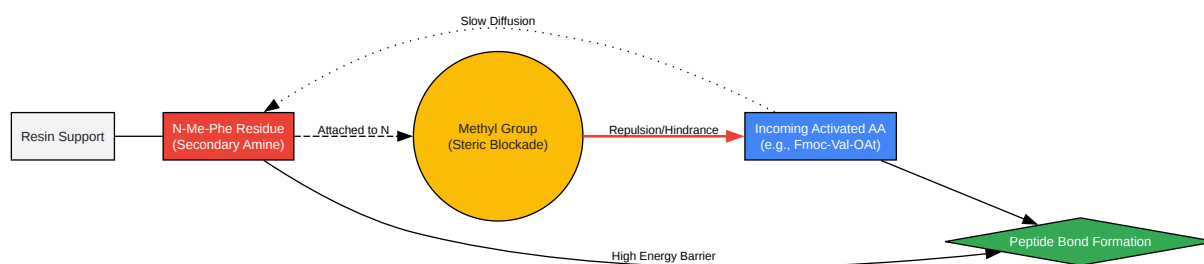 Slow Diffusion
Resin Support
N-Me-Phe Residue
(Secondary Amine)
Attached to N
Methyl Group
(Steric Blockade)
Repulsion/Hindrance
Incoming Activated AA
(e.g., Fmoc-Val-OAt)
Peptide Bond Formation
High Energy Barrier